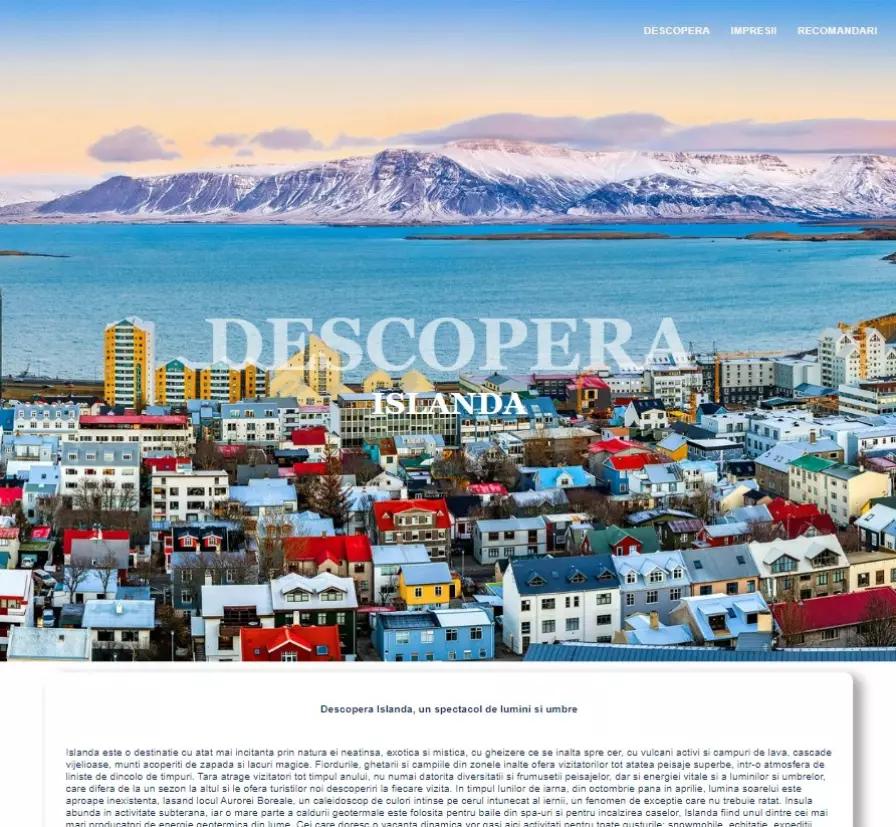 DESCOPERA IMPRESII RECOMANDARI
DESCOPERA
ISLANDA
Descopera Islanda, un spectacol de lumini si umbre
Islanda este o destinatie cu atat mai incitanta prin natura ei neatinsa, exotica si mistica, cu gheizere ce se inalta spre cer, cu vulcani activi si campuri de lava, cascade
vijelioase, munti acoperiti de zapada si lacuri magice. Fiordurile, ghetarii si campiile din zonele inalte ofera vizitatorilor tot atatea peisaje superbe, intr-o atmosfera de
liniste de dincolo de timpuri. Tara atrage vizitatori tot timpul anului, nu numai datorita diversitatii si frumusetii peisajelor, dar si energiei vitale si a luminilor si umbrelor,
care difera de la un sezon la altul si le ofera turistilor noi descoperiri la fiecare vizita. In timpul lunilor de iarna, din octombrie pana in aprilie, lumina soarelui este
aproape inexistenta, lasand locul Aurorei Boreale, un caleidoscop de culori intinse pe cerul intunecat al iernii, un fenomen de exceptie care nu trebuie ratat. Insula
abunda in activitate subterana, iar o mare parte a caldurii geotermale este folosita pentru baile din spa-uri si pentru incalzirea caselor, Islanda fiind unul dintre cei mai
mari producatori de energie geotermica din lume. Cei care doresc o vacanta dinamica vor gasi aici activitati pentru toate gusturile: snowmobile, echitatie, expeditii